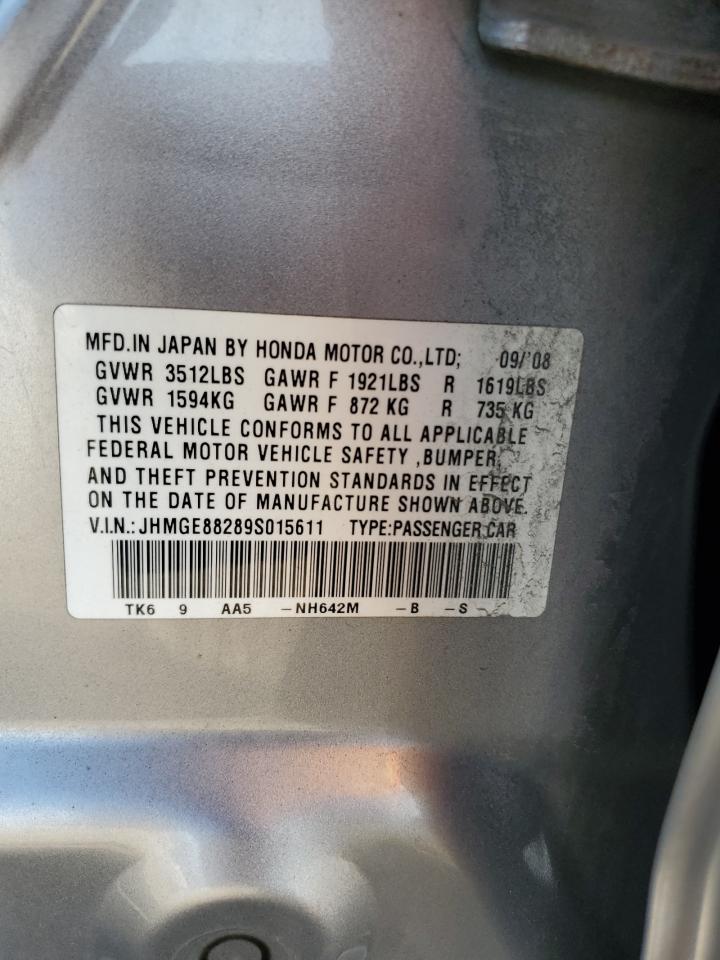 MFD.IN JAPAN BY HONDA MOTOR CO.,LTD; 09/'08
GVWR 3512LBS GAWR F 1921LBS R 1619LBS
GVWR 1594KG GAWR F 872 KG R 735 KG
THIS VEHICLE CONFORMS TO ALL APPLICABLE
FEDERAL MOTOR VEHICLE SAFETY ,BUMPER,
AND THEFT PREVENTION STANDARDS IN EFFECT
ON THE DATE OF MANUFACTURE SHOWN ABOVE.
V.I.N.: JHMGE88289S015611 TYPE:PASSENGER CAR
TK6 9 AA5 -NH642M -B -S